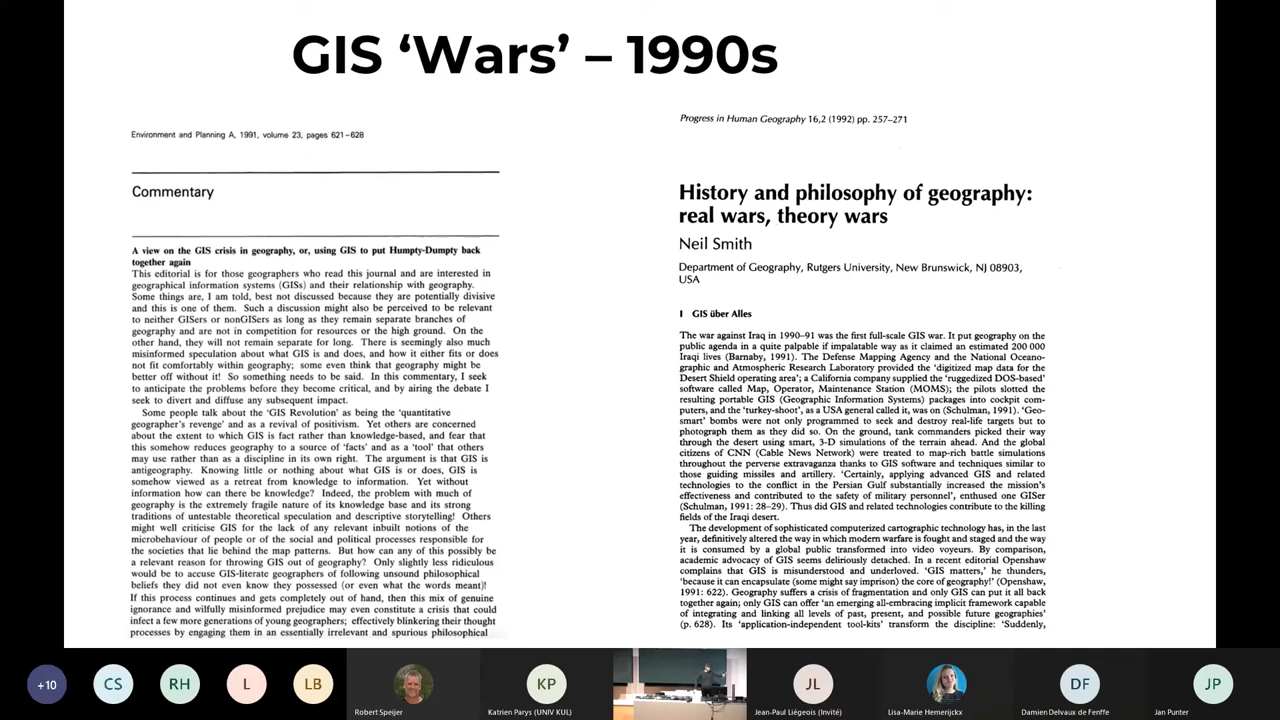 GIS ‘Wars’ – 1990s
Environment and Planning A, 1991, volume 23, pages 621–628
Commentary
A view on the GIS crisis in geography, or, using GIS to put Humpty-Dumpty back
together again
This editorial is for those geographers who read this journal and are interested in
geographical information systems (GISs) and their relationship with geography.
Some things are, I am told, best not discussed because they are potentially divisive
and this is one of them. Such a discussion might also be perceived to be relevant
to neither GISers or nonGISers as long as they remain separate branches of
geography and are not in competition for resources or the high ground. On the
other hand, they will not remain separate for long. There is seemingly also much
misinformed speculation about what GIS is and does, and how it either fits or does
not fit comfortably within geography; some even think that geography might be
better off without it! So something needs to be said. In this commentary, I seek
to anticipate the problems before they become critical, and by airing the debate I
seek to divert and diffuse any subsequent impact.
Some people talk about the ‘GIS Revolution’ as being the ‘quantitative
geographer's revenge’ and as a revival of positivism. Yet others are concerned
about the extent to which GIS is fact rather than knowledge-based, and fear that
this somehow reduces geography to a source of ‘facts’ and as a ‘tool’ that others
may use rather than as a discipline in its own right. The argument is that GIS is
antigeography. Knowing little or nothing about what GIS is or does, GIS is
somehow viewed as a retreat from knowledge to information. Yet without
information how can there be knowledge? Indeed, the problem with much of
geography is the extremely fragile nature of its knowledge base and its strong
traditions of untestable theoretical speculation and descriptive storytelling! Others
might well criticise GIS for the lack of any relevant inbuilt notions of the
microbehaviour of people or of the social and political processes responsible for
the societies that lie behind the map patterns. But how can any of this possibly be
a relevant reason for throwing GIS out of geography? Only slightly less ridiculous
would be to accuse GIS-literate geographers of following unsound philosophical
beliefs they did not even know they possessed (or even what the words meant)!
If this process continues and gets completely out of hand, then this mix of genuine
ignorance and wilfully misinformed prejudice may even constitute a crisis that could
infect a few more generations of young geographers; effectively blinkering their thought
processes by engaging them in an essentially irrelevant and spurious philosophical
Progress in Human Geography 16,2 (1992) pp. 257–271
History and philosophy of geography:
real wars, theory wars
Neil Smith
Department of Geography, Rutgers University, New Brunswick, NJ 08903,
USA
I GIS über Alles
The war against Iraq in 1990–91 was the first full-scale GIS war. It put geography on the
public agenda in a quite palpable if impalatable way as it claimed an estimated 200 000
Iraqi lives (Barnaby, 1991). The Defense Mapping Agency and the National Oceano-
graphic and Atmospheric Research Laboratory provided the ‘digitized map data for the
Desert Shield operating area’; a California company supplied the ‘ruggedized DOS-based’
software called Map, Operator, Maintenance Station (MOMS); the pilots slotted the
resulting portable GIS (Geographic Information Systems) packages into cockpit com-
puters, and the ‘turkey-shoot’, as a USA general called it, was on (Schulman, 1991). ‘Geo-
smart’ bombs were not only programmed to seek and destroy real-life targets but to
photograph them as they did so. On the ground, tank commanders picked their way
through the desert using smart, 3-D simulations of the terrain ahead. And the global
citizens of CNN (Cable News Network) were treated to map-rich battle simulations
throughout the perverse extravaganza thanks to GIS software and techniques similar to
those guiding missiles and artillery. ‘Certainly, applying advanced GIS and related
technologies to the conflict in the Persian Gulf substantially increased the mission's
effectiveness and contributed to the safety of military personnel’, enthused one GISer
(Schulman, 1991: 28–29). Thus did GIS and related technologies contribute to the killing
fields of the Iraqi desert.
The development of sophisticated computerized cartographic technology has, in the last
year, definitively altered the way in which modern warfare is fought and staged and the way
it is consumed by a global public transformed into video voyeurs. By comparison,
academic advocacy of GIS seems deliriously detached. In a recent editorial Openshaw
complains that GIS is misunderstood and underloved. ‘GIS matters,’ he thunders,
‘because it can encapsulate (some might say imprison) the core of geography!’ (Openshaw,
1991: 622). Geography suffers a crisis of fragmentation and only GIS can put it all back
together again; only GIS can offer ‘an emerging all-embracing implicit framework capable
of integrating and linking all levels of past, present, and possible future geographies’
(p. 628). Its ‘application-independent tool-kits’ transform the discipline: ‘Suddenly,
+10
CS
RH
L
LB
Robert Speijer
KP
Katrien Parys (UNIV KUL)
JL
Jean-Paul Liégeois (Invité)
Lisa-Marie Hemerijckx
DF
Damien Delvaux de Fenffe
JP
Jan Punter